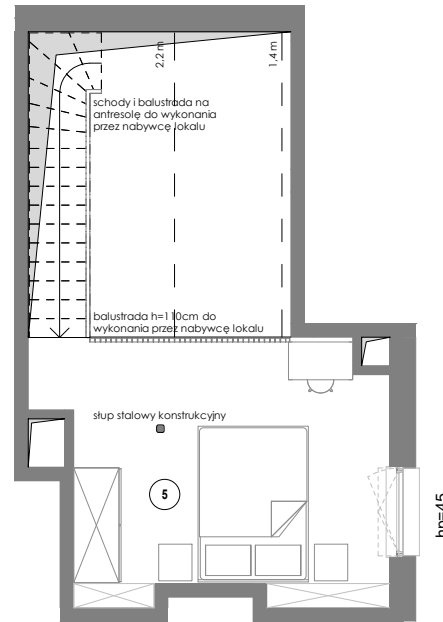 2,2 m
1,4 m
schody i balustrada na
antresolę do wykonania
przez nabywcę lokalu
balustrada h=110cm do
wykonania przez nabywcę lokalu
słup stalowy konstrukcyjny
5
hp=45